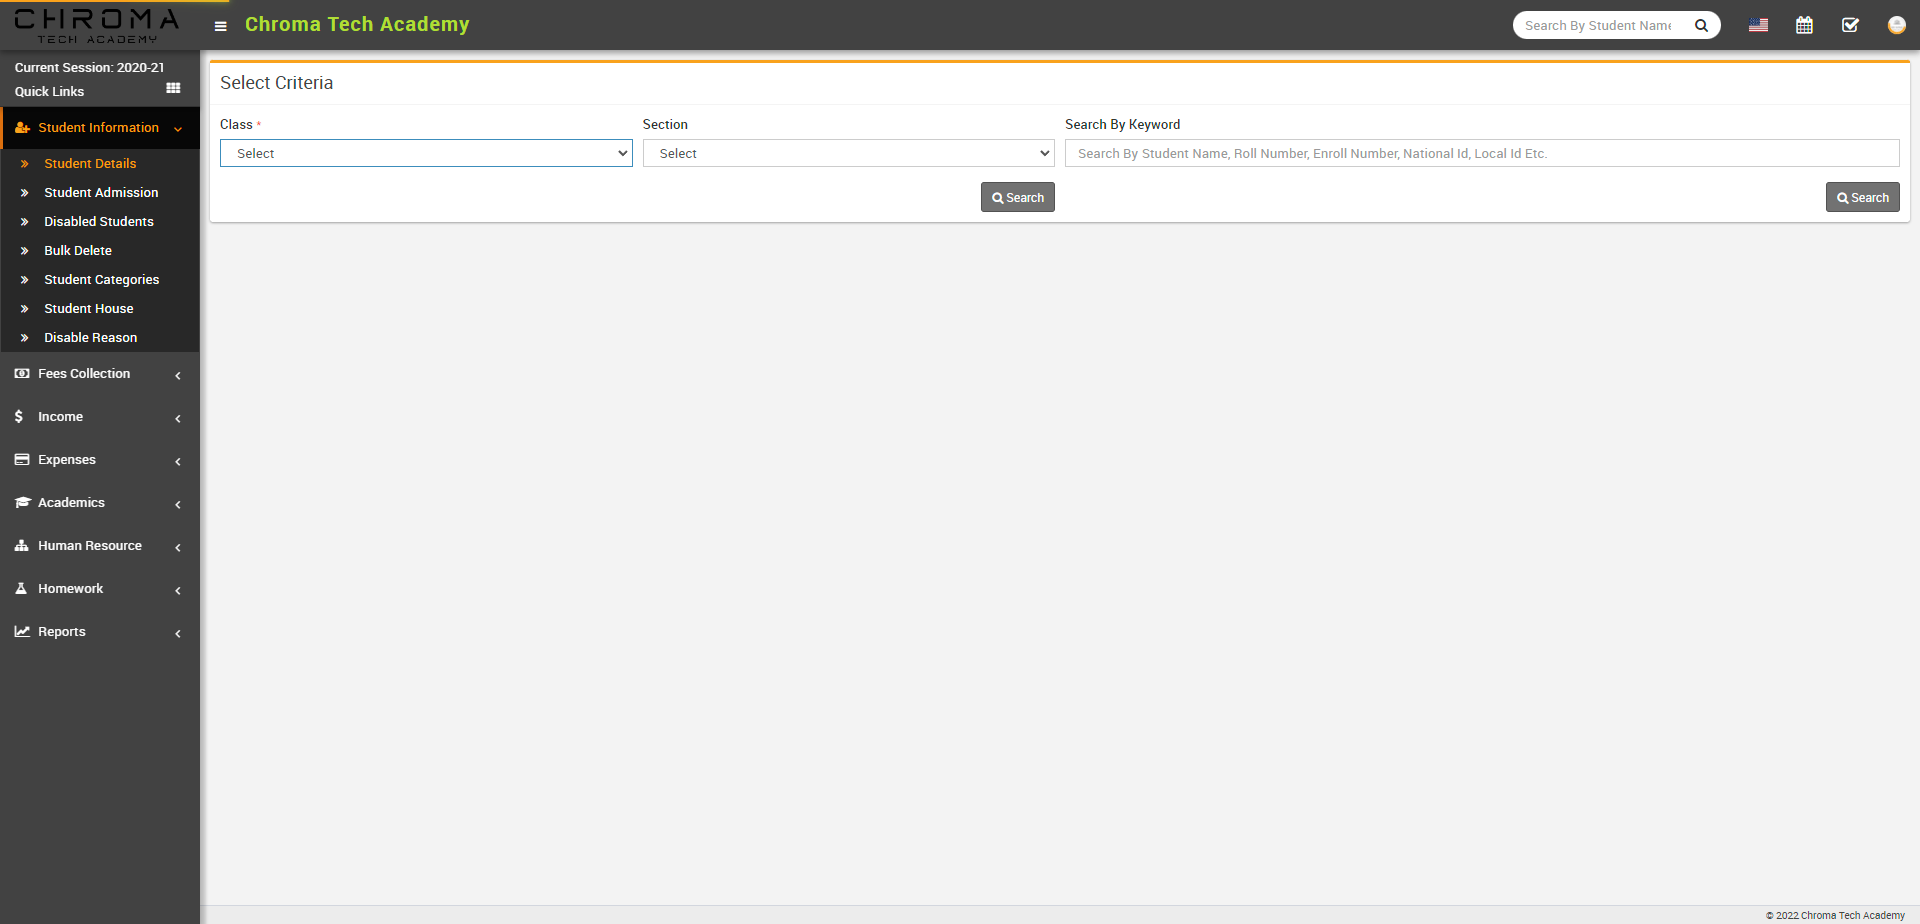 CHROMA
TECH ACADEMY
Chroma Tech Academy
Search By Student Name
Current Session: 2020-21
Quick Links
Student Information
Student Details
Student Admission
Disabled Students
Bulk Delete
Student Categories
Student House
Disable Reason
Fees Collection
Income
Expenses
Academics
Human Resource
Homework
Reports
Select Criteria
Class *
Section
Search By Keyword
Select
Select
Search By Student Name, Roll Number, Enroll Number, National Id, Local Id Etc.
Search
Search
© 2022 Chroma Tech Academy